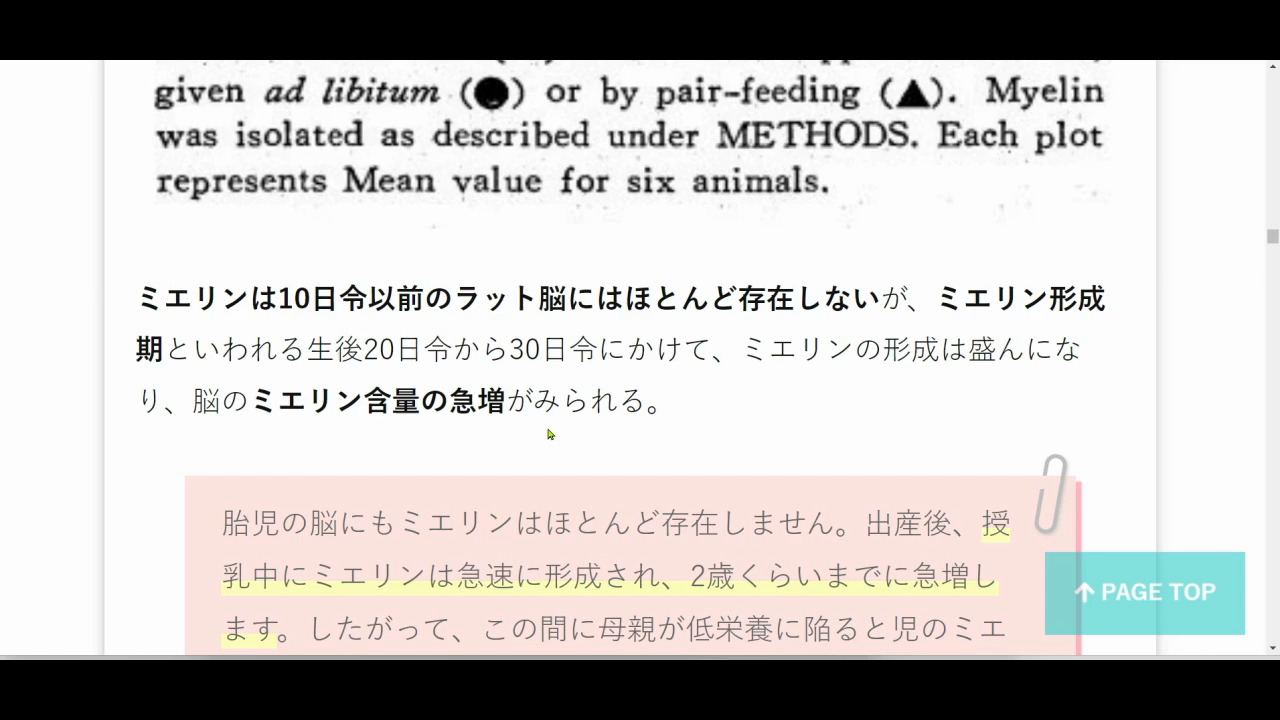 given ad libitum (●) or by pair-feeding (▲). Myelin
was isolated as described under METHODS. Each plot
represents Mean value for six animals.
ミエリンは10日令以前のラット脳にはほとんど存在しないが、ミエリン形成
期といわれる生後20日令から30日令にかけて、ミエリンの形成は盛んにな
り、脳のミエリン含量の急増がみられる。
胎児の脳にもミエリンはほとんど存在しません。出産後、授
乳中にミエリンは急速に形成され、2歳くらいまでに急増し
ます。したがって、この間に母親が低栄養に陥ると児のミエ
↑ PAGE TOP